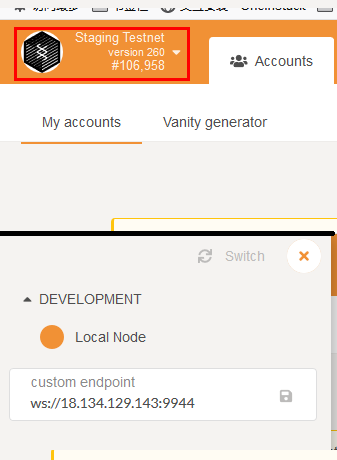 OneinStack
Staging Testnet
version 260
#106,958
Accounts
My accounts
Vanity generator
Switch
DEVELOPMENT
Local Node
custom endpoint
ws://18.134.129.143:9944